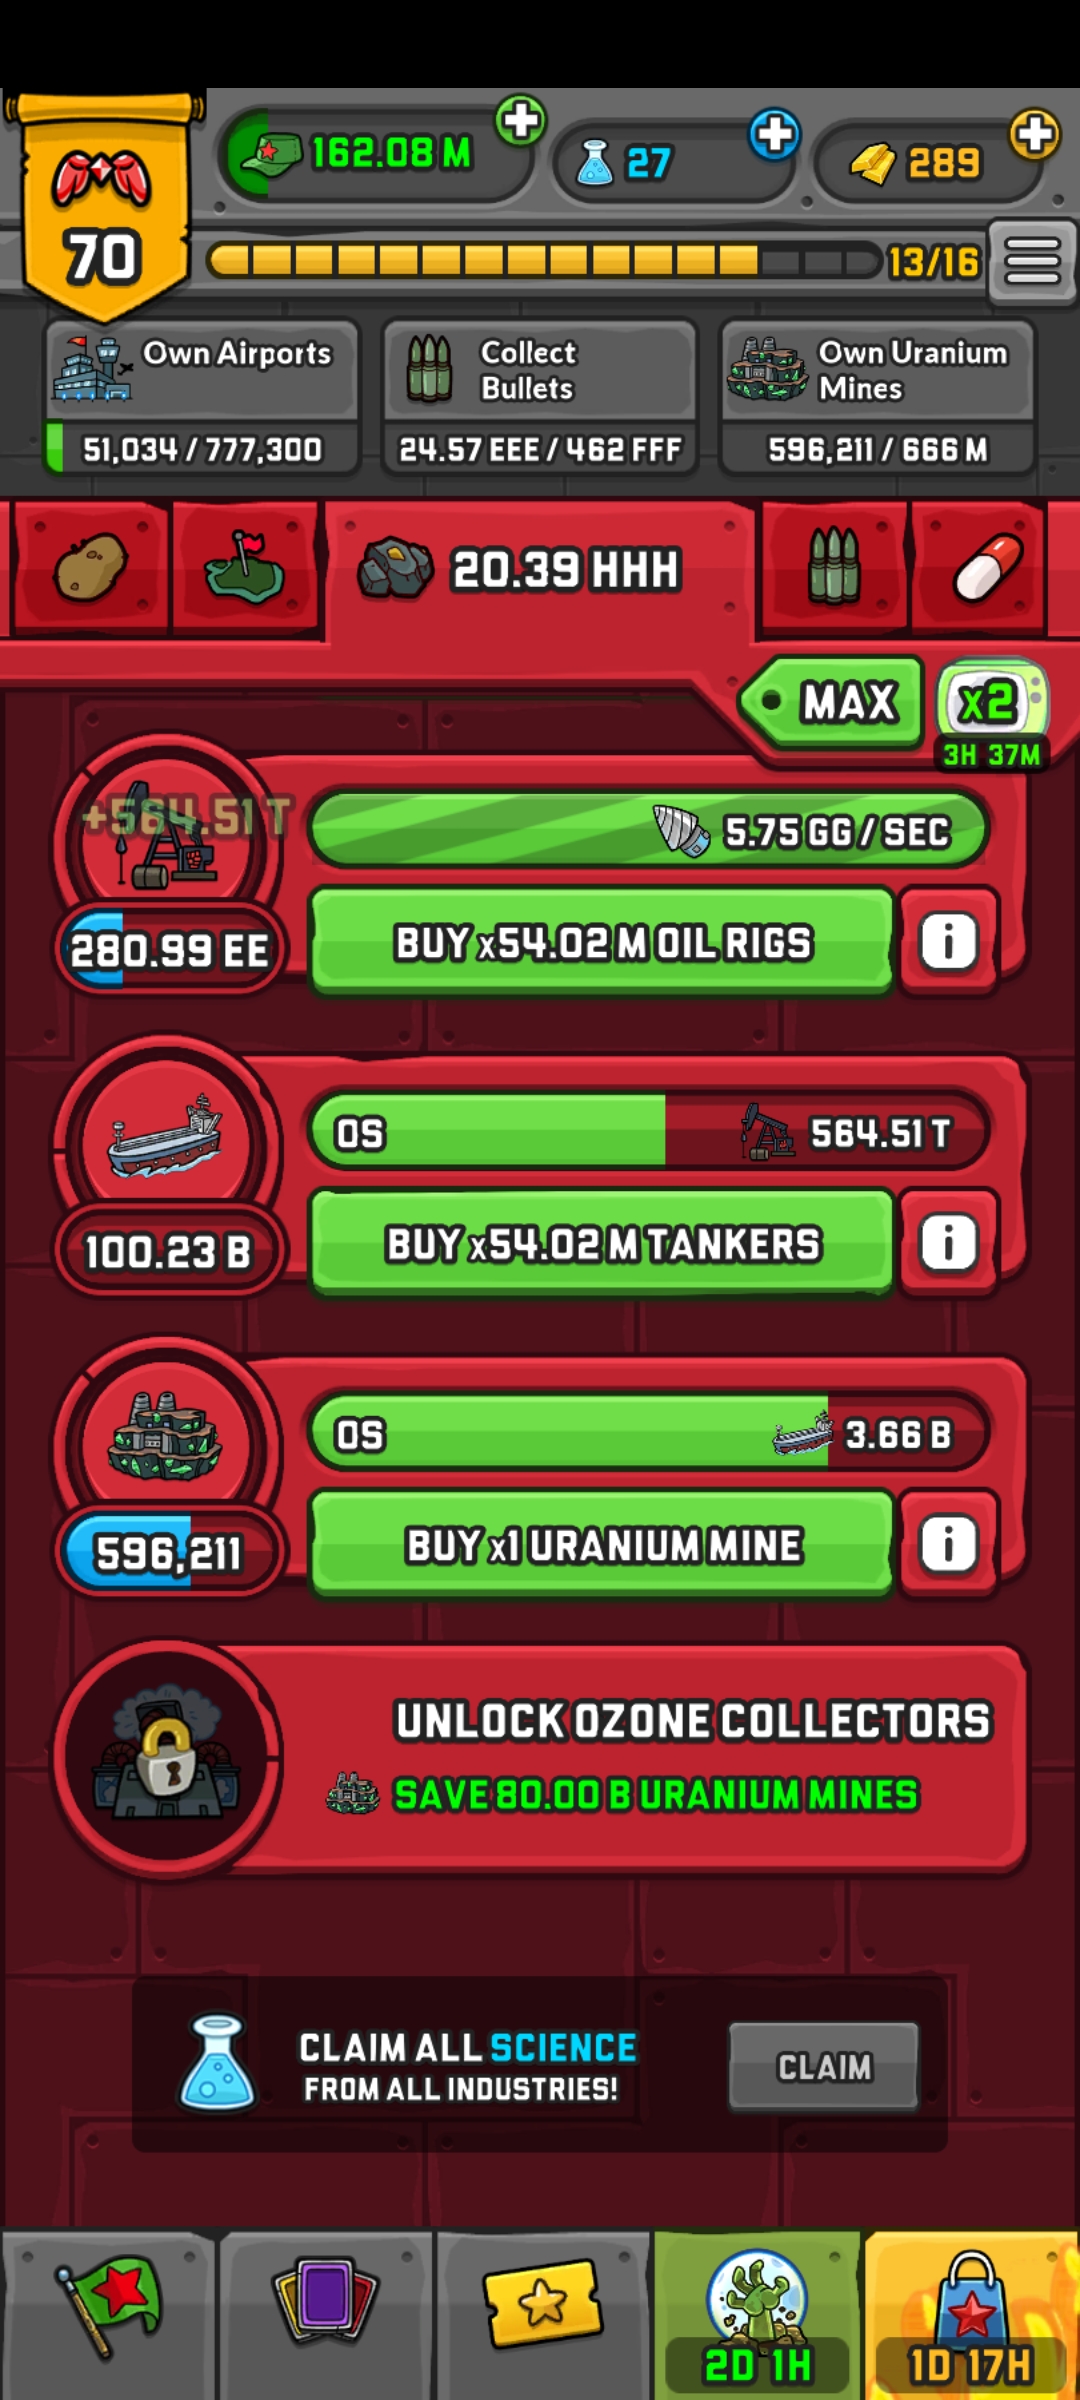 162.08 M
27
289
70
13/16
Own Airports
51,034 / 777,300
Collect
Bullets
24.57 EEE / 462 FFF
Own Uranium
Mines
596,211 / 666 M
20.39 HHH
MAX
x2
3H 37M
+564.51 T
5.75 GG / SEC
280.99 EE
BUY x54.02 M OIL RIGS
i
0S
564.51 T
100.23 B
BUY x54.02 M TANKERS
i
0S
3.66 B
596,211
BUY x1 URANIUM MINE
i
UNLOCK OZONE COLLECTORS
SAVE 80.00 B URANIUM MINES
CLAIM ALL SCIENCE
FROM ALL INDUSTRIES!
CLAIM
2D 1H
1D 17H